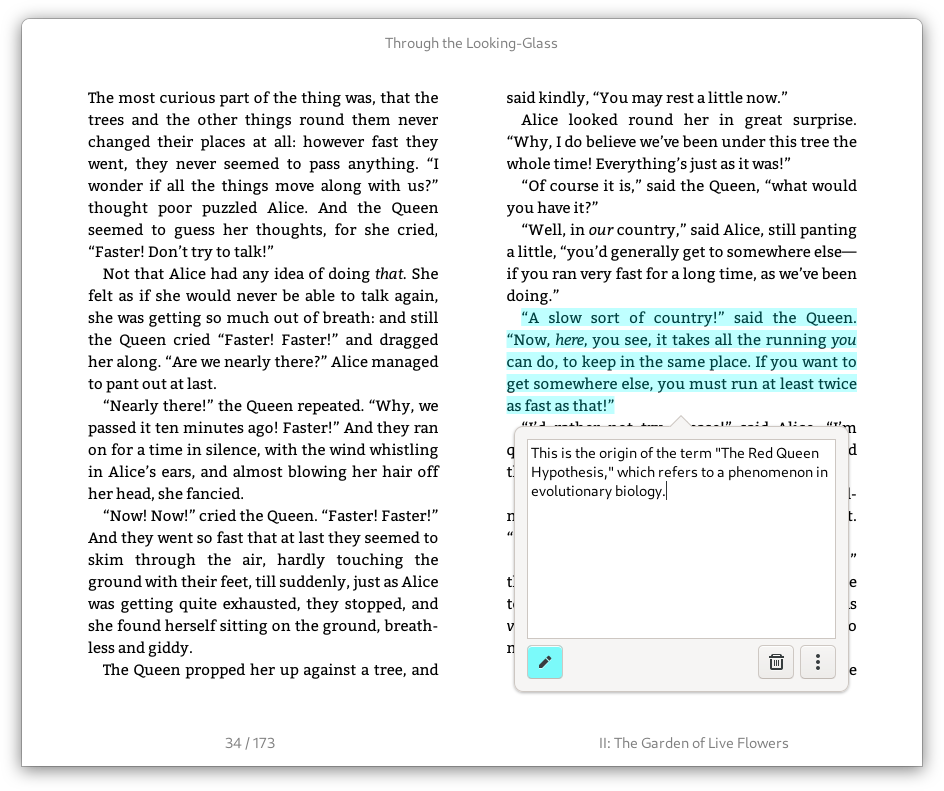 Through the Looking-Glass
The most curious part of the thing was, that the
trees and the other things round them never
changed their places at all: however fast they
went, they never seemed to pass anything. “I
wonder if all the things move along with us?”
thought poor puzzled Alice. And the Queen
seemed to guess her thoughts, for she cried,
“Faster! Don’t try to talk!”
Not that Alice had any idea of doing that. She
felt as if she would never be able to talk again,
she was getting so much out of breath: and still
the Queen cried “Faster! Faster!” and dragged
her along. “Are we nearly there?” Alice managed
to pant out at last.
“Nearly there!” the Queen repeated. “Why, we
passed it ten minutes ago! Faster!” And they ran
on for a time in silence, with the wind whistling
in Alice’s ears, and almost blowing her hair off
her head, she fancied.
“Now! Now!” cried the Queen. “Faster! Faster!”
And they went so fast that at last they seemed to
skim through the air, hardly touching the
ground with their feet, till suddenly, just as Alice
was getting quite exhausted, they stopped, and
she found herself sitting on the ground, breath-
less and giddy.
The Queen propped her up against a tree, and
said kindly, “You may rest a little now.”
Alice looked round her in great surprise.
“Why, I do believe we’ve been under this tree the
whole time! Everything’s just as it was!”
“Of course it is,” said the Queen, “what would
you have it?”
“Well, in our country,” said Alice, still panting
a little, “you’d generally get to somewhere else—
if you ran very fast for a long time, as we’ve been
doing.”
“A slow sort of country!” said the Queen.
“Now, here, you see, it takes all the running you
can do, to keep in the same place. If you want to
get somewhere else, you must run at least twice
as fast as that!”
“I’d rather not try, said Alice. “I’m
This is the origin of the term "The Red Queen
Hypothesis," which refers to a phenomenon in
evolutionary biology.
34 / 173
II: The Garden of Live Flowers